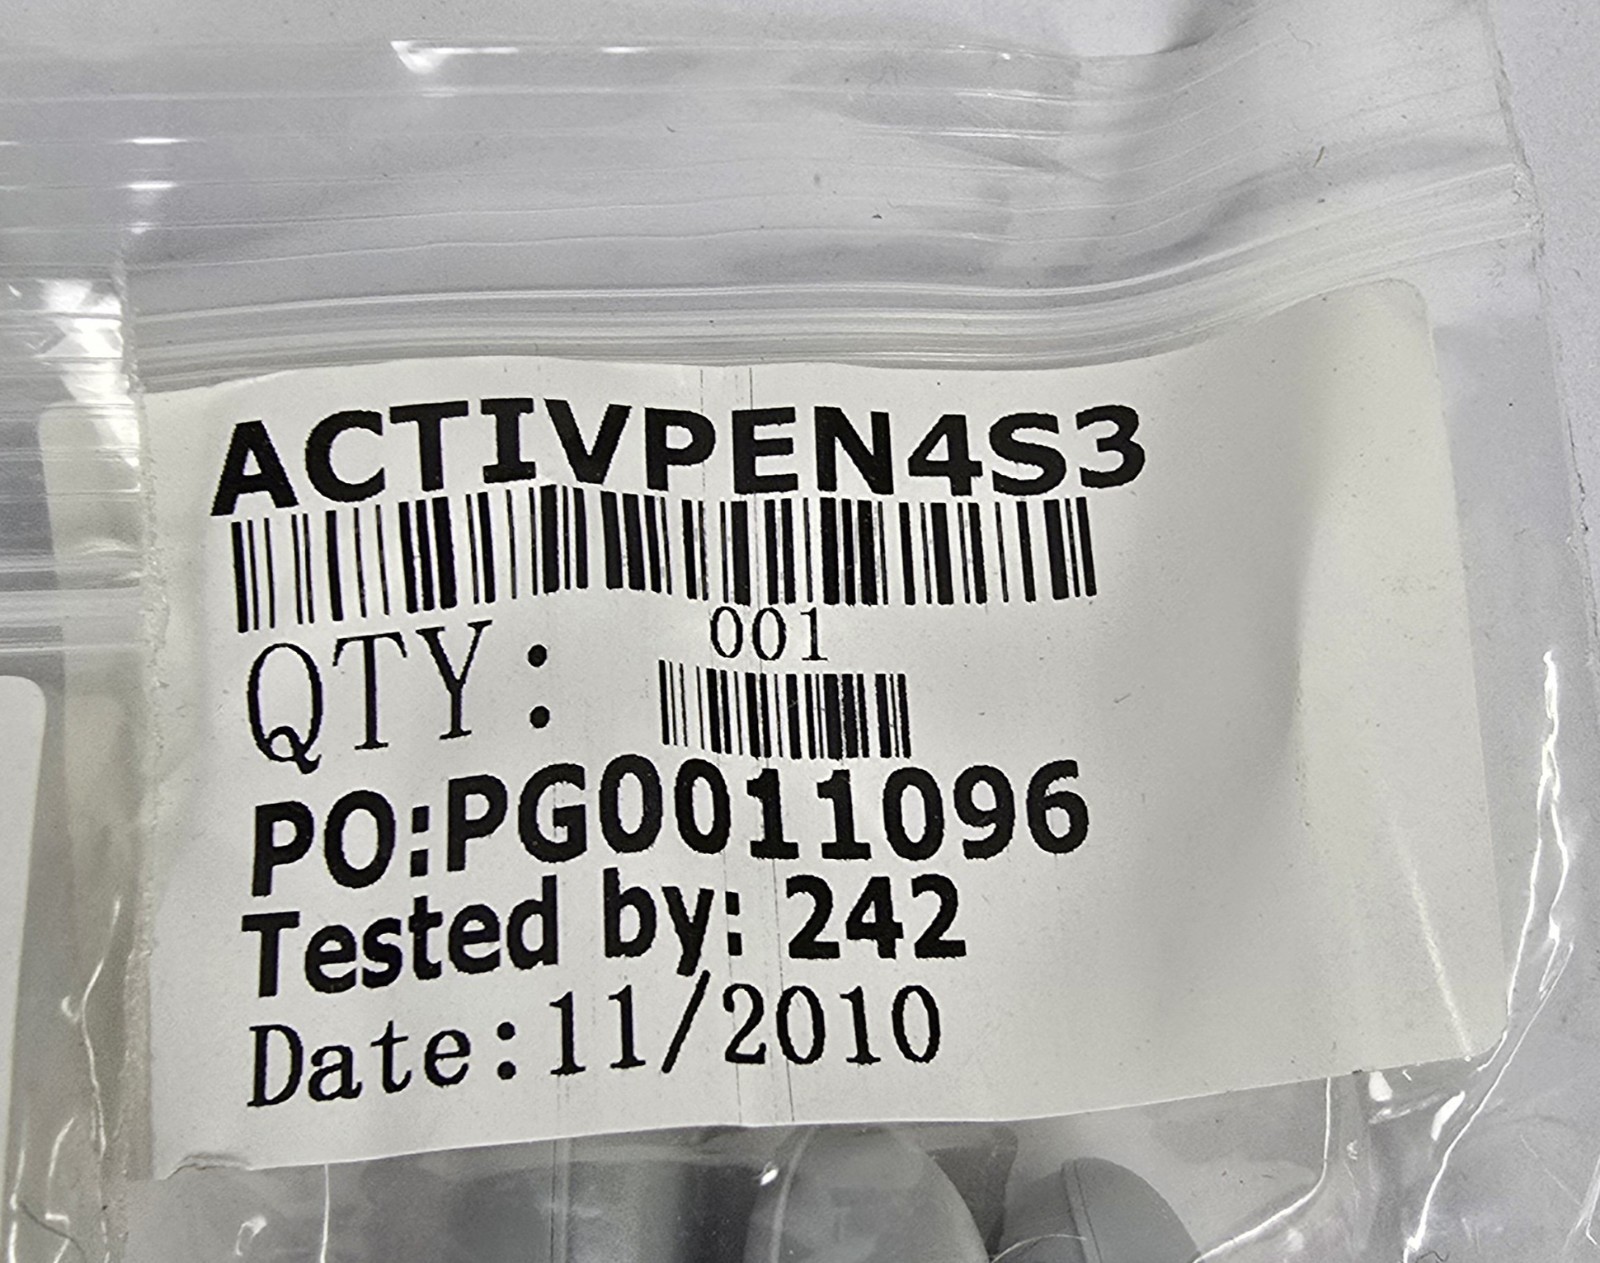 ACTIVPEN4S3
QTY: 001
PO:PG0011096
Tested by: 242
Date:11/2010